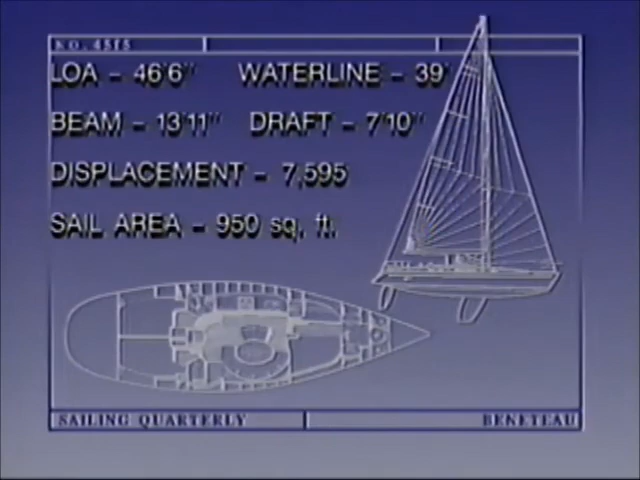 NO. 45f5
LOA - 46'6" WATERLINE - 39'
BEAM - 13'11" DRAFT - 7'10"
DISPLACEMENT - 7,595
SAIL AREA - 950 sq. ft.
SAILING QUARTERLY BENETEAU